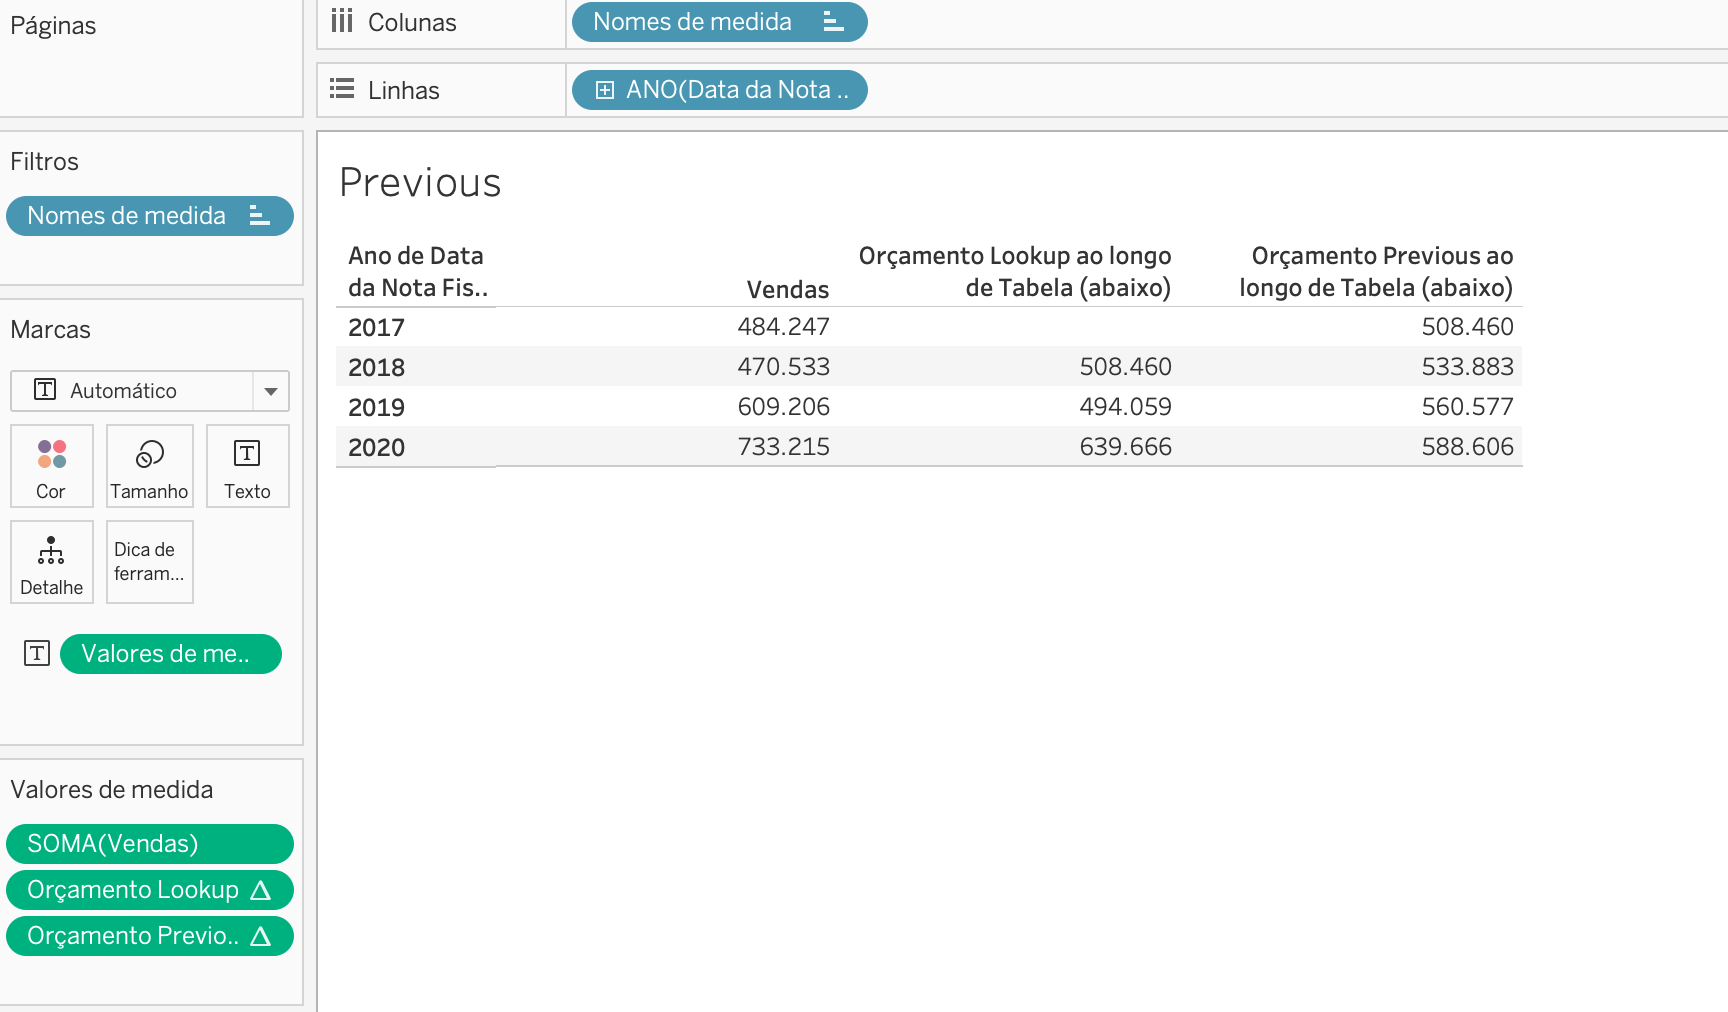 Páginas
Colunas
Nomes de medida
Linhas
ANO(Data da Nota ..
Filtros
Nomes de medida
Marcas
T Automático
Cor
Tamanho
T
Texto
Detalhe
Dica de
ferram...
T
Valores de me..
Valores de medida
SOMA(Vendas)
Orçamento Lookup Δ
Orçamento Previo.. Δ
Previous
Ano de Data
da Nota Fis..
Vendas
Orçamento Lookup ao longo
de Tabela (abaixo)
Orçamento Previous ao
longo de Tabela (abaixo)
2017 484.247 508.460
2018 470.533 508.460 533.883
2019 609.206 494.059 560.577
2020 733.215 639.666 588.606